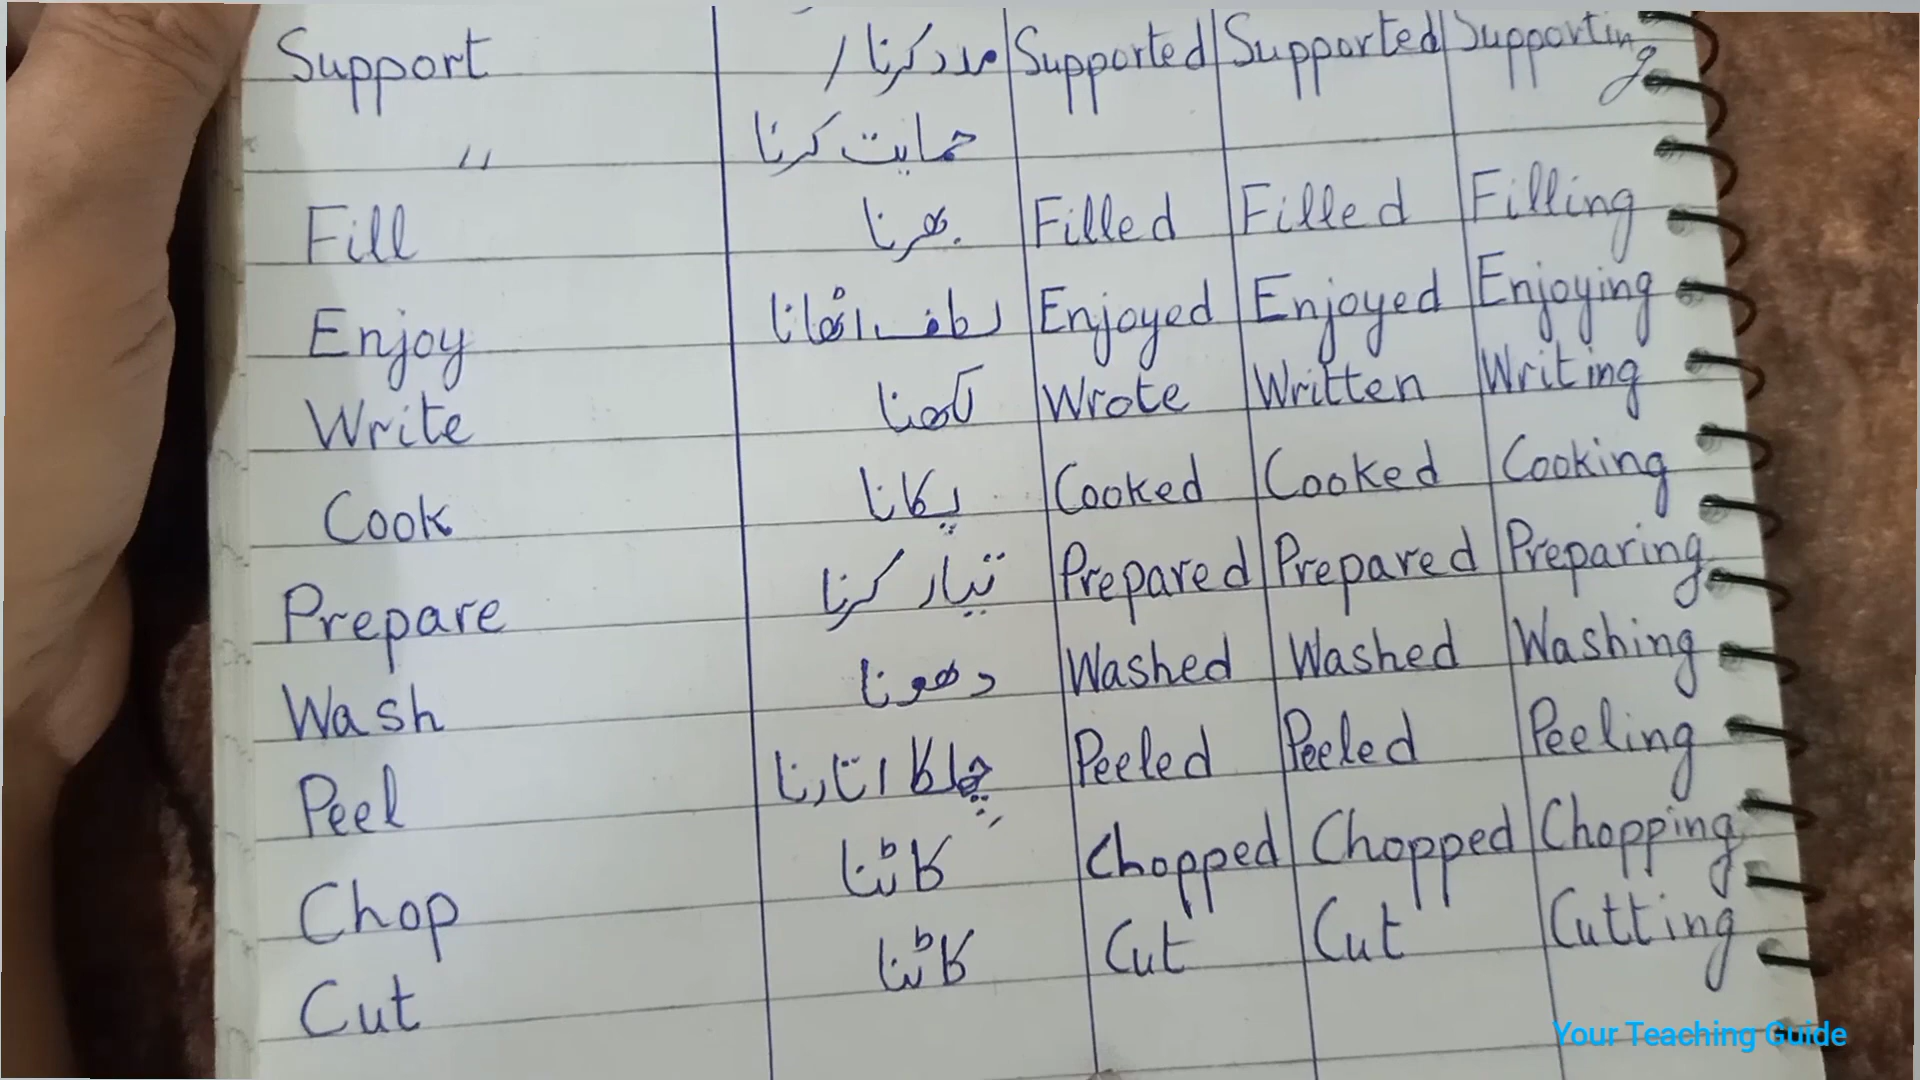 Support مدد کرنا / Supported Supported Supporting
" حمایت کرنا
Fill بھرنا Filled Filled Filling
Enjoy لطف اٹھانا Enjoyed Enjoyed Enjoying
Write لکھنا Wrote Written Writing
Cook پکانا Cooked Cooked Cooking
Prepare تیار کرنا Prepared Prepared Preparing
Wash دھونا Washed Washed Washing
Peel چھلکا اتارنا Peeled Peeled Peeling
Chop کاٹنا Chopped Chopped Chopping
Cut کاٹنا Cut Cut Cutting
Your Teaching Guide